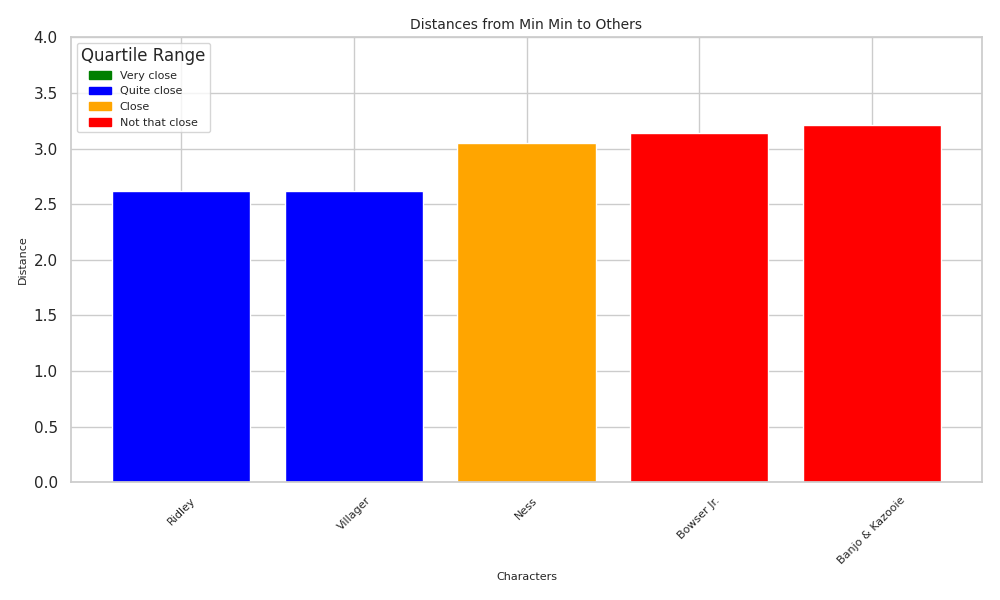 Distances from Min Min to Others
Quartile Range
Very close
Quite close
Close
Not that close
4.0
3.5
3.0
2.5
2.0
1.5
1.0
0.5
0.0
Distance
Ridley
Villager
Ness
Bowser Jr.
Banjo & Kazooie
Characters